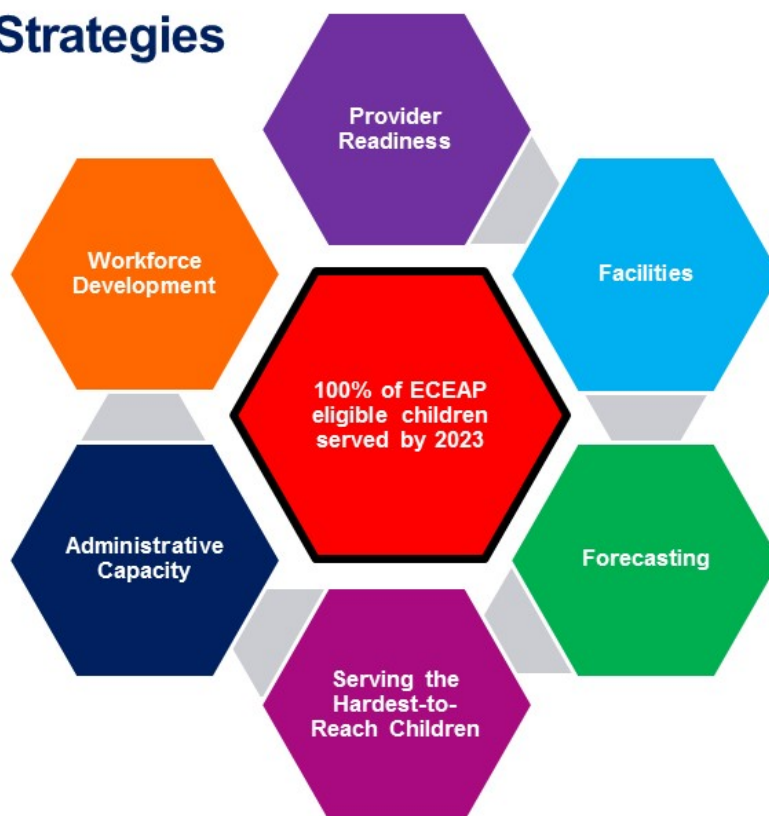 Strategies
Provider
Readiness
Workforce
Development
Facilities
100% of ECEAP
eligible children
served by 2023
Administrative
Capacity
Forecasting
Serving the
Hardest-to-
Reach Children